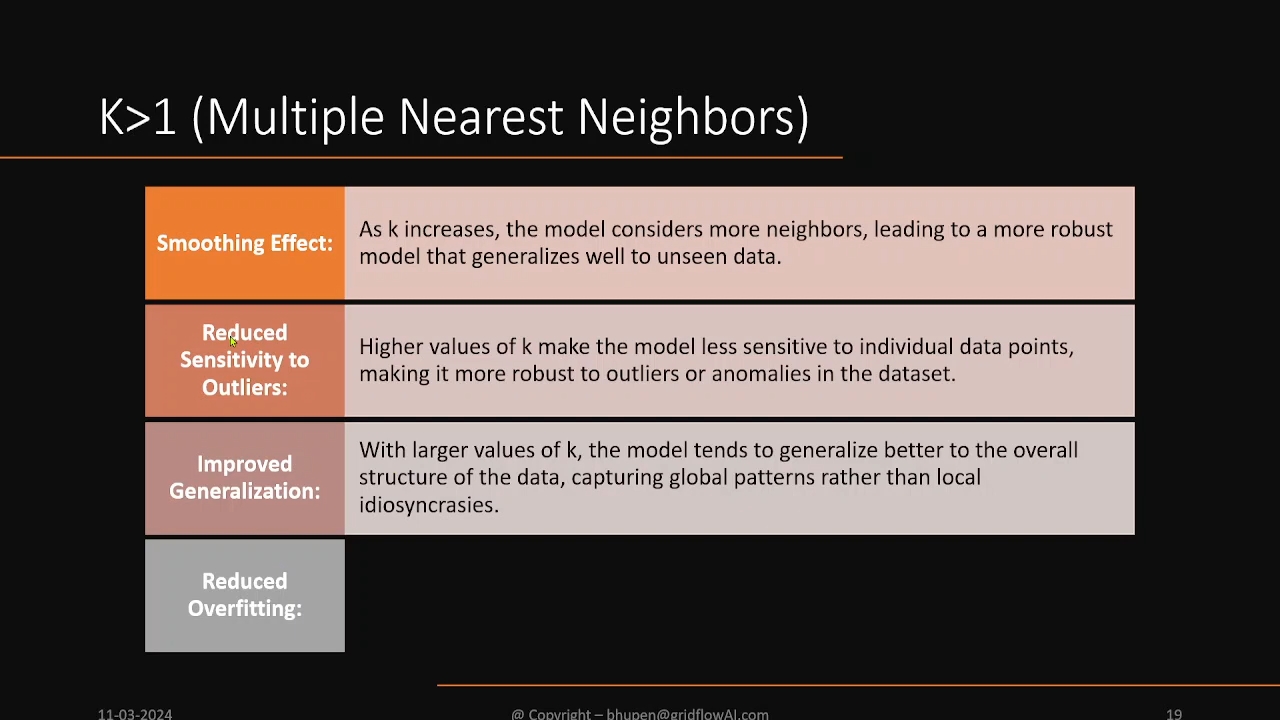 K>1 (Multiple Nearest Neighbors)
Smoothing Effect:
As k increases, the model considers more neighbors, leading to a more robust
model that generalizes well to unseen data.
Reduced
Sensitivity to
Outliers:
Higher values of k make the model less sensitive to individual data points,
making it more robust to outliers or anomalies in the dataset.
Improved
Generalization:
With larger values of k, the model tends to generalize better to the overall
structure of the data, capturing global patterns rather than local
idiosyncrasies.
Reduced
Overfitting:
11-03-2024
@ Copyright – bhupen@gridflowAI.com
19